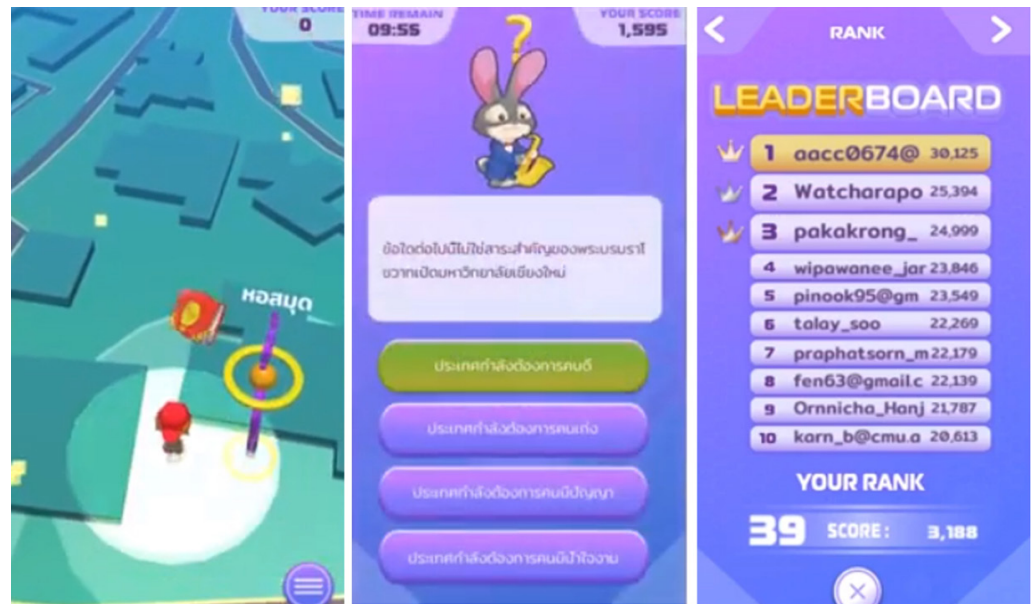 YOUR SCORE
0
หอสมุด
TIME REMAIN
09:55
YOUR SCORE
1,595
?
ข้อใดต่อไปนี้ไม่ใช่สาระสำคัญของพระบรมราโ
ชวาทเปิดมหาวิทยาลัยเชียงใหม่
ประเทศกำลังต้องการคนดี
ประเทศกำลังต้องการคนเก่ง
ประเทศกำลังต้องการคนมีปัญญา
ประเทศกำลังต้องการคนมีน้ำใจงาม
RANK
LEADERBOARD
1 aacc0674@ 30,125
2 Watcharapo 25,394
3 pakakrong_ 24,999
4 wipawanee_jar 23,846
5 pinook95@gm 23,549
6 talay_soo 22,269
7 praphatsorn_m 22,179
8 fen63@gmail.c 22,139
9 Ornnicha_Hanj 21,787
10 karn_b@cmu.a 20,613
YOUR RANK
39 SCORE: 3,188